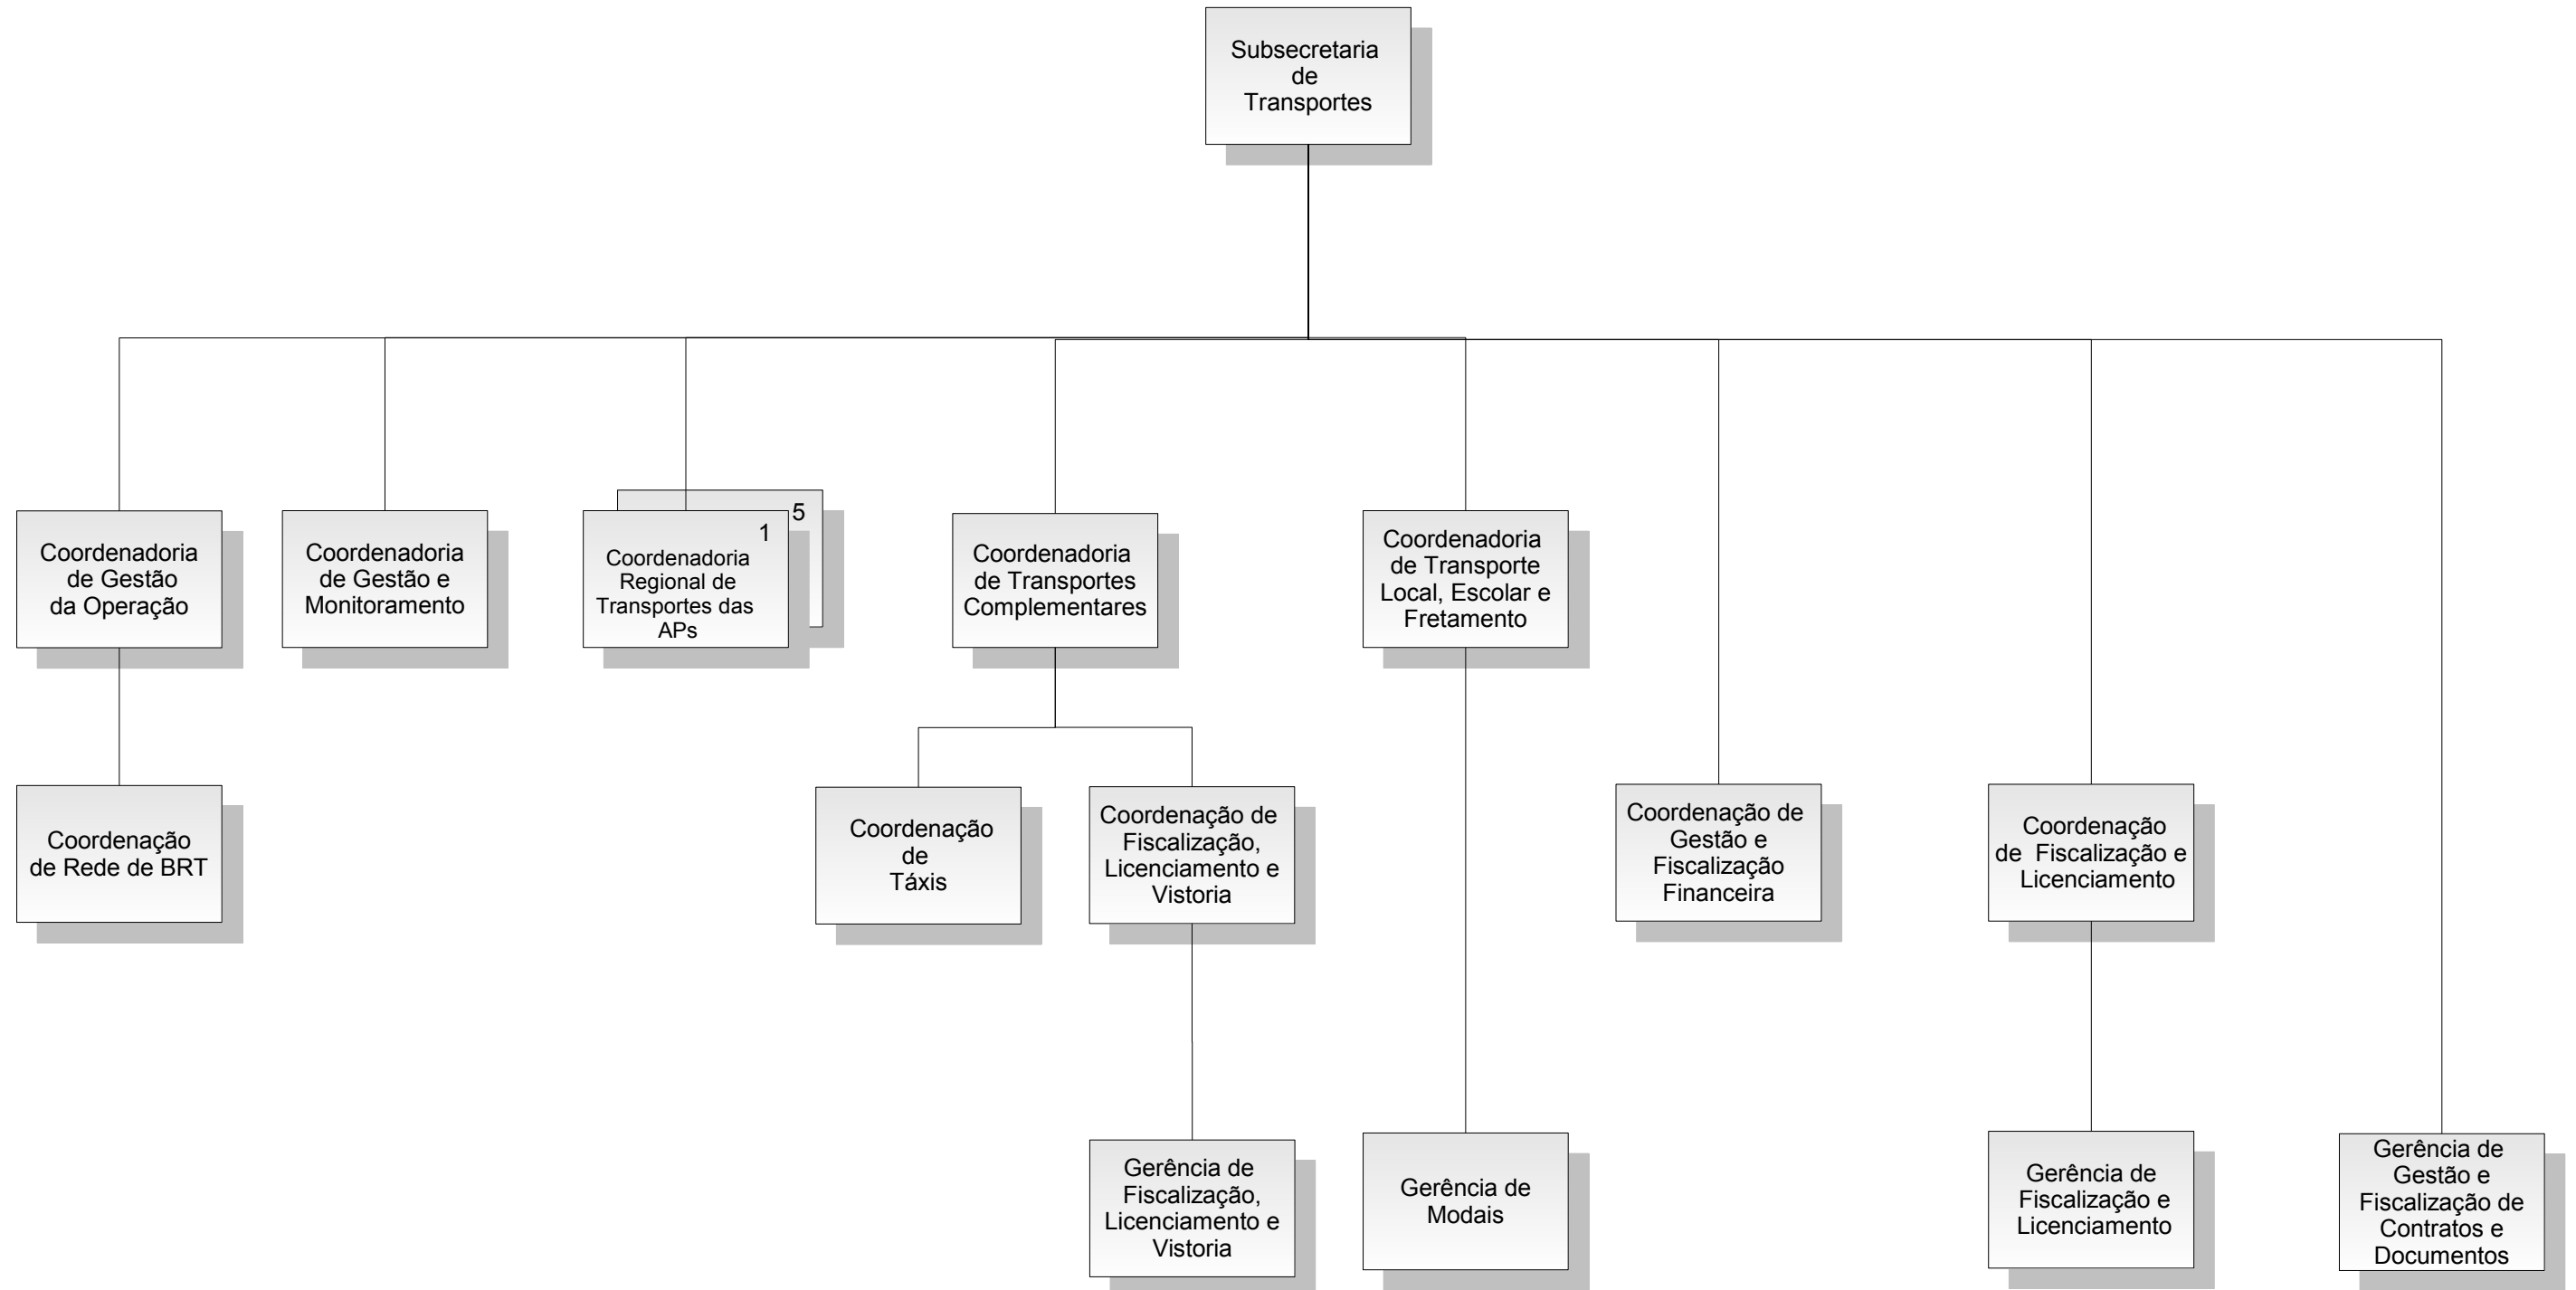 Subsecretaria
de
Transportes
Coordenadoria
de Gestão
da Operação
Coordenadoria
de Gestão e
Monitoramento
5
1
Coordenadoria
Regional de
Transportes das
APs
Coordenadoria
de Transportes
Complementares
Coordenadoria
de Transporte
Local, Escolar e
Fretamento
Coordenação
de Rede de BRT
Coordenação
de
Táxis
Coordenação de
Fiscalização,
Licenciamento e
Vistoria
Coordenação de
Gestão e
Fiscalização
Financeira
Coordenação
de Fiscalização e
Licenciamento
Gerência de
Fiscalização,
Licenciamento e
Vistoria
Gerência de
Modais
Gerência de
Fiscalização e
Licenciamento
Gerência de
Gestão e
Fiscalização de
Contratos e
Documentos